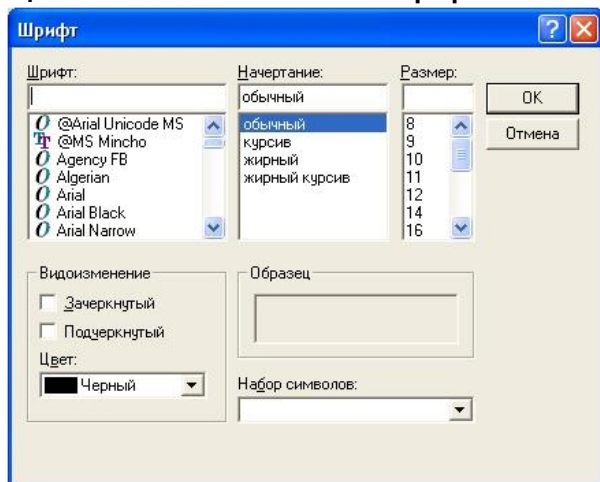 Шрифт
Шрифт:
@Arial Unicode MS
@MS Mincho
Agency FB
Algerian
Arial
Arial Black
Arial Narrow
Начертание:
обычный
обычный
курсив
жирный
жирный курсив
Размер:
8
9
10
11
12
14
16
OK
Отмена
Видоизменение
Зачеркнутый
Подчеркнутый
Цвет:
Черный
Образец
Набор символов: